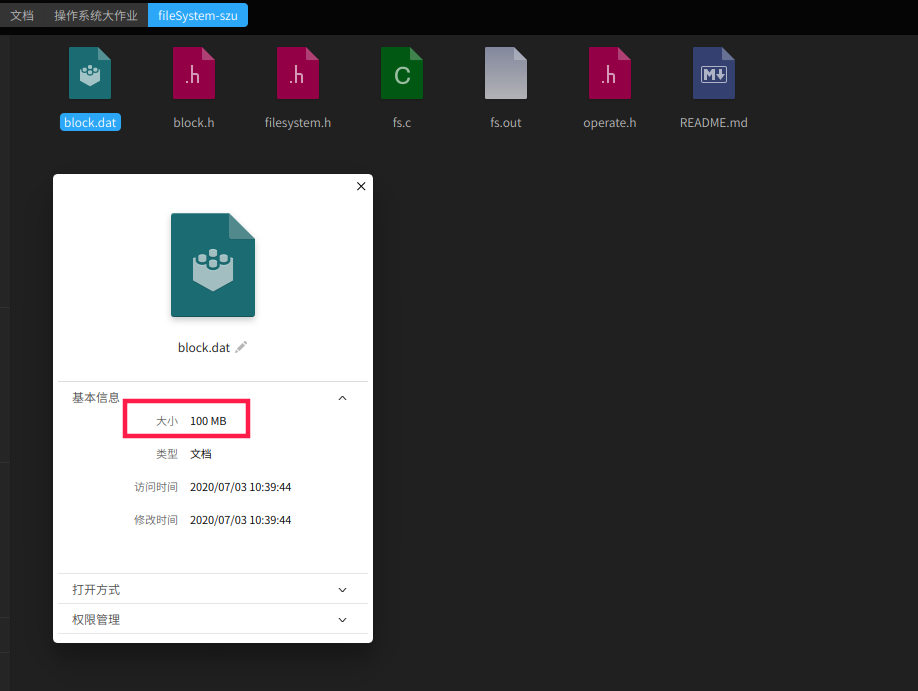 文档 操作系统大作业 fileSystem-szu
.h .h C .h M
block.dat block.h filesystem.h fs.c fs.out operate.h README.md
block.dat
基本信息
大小 100 MB
类型 文档
访问时间 2020/07/03 10:39:44
修改时间 2020/07/03 10:39:44
打开方式
权限管理